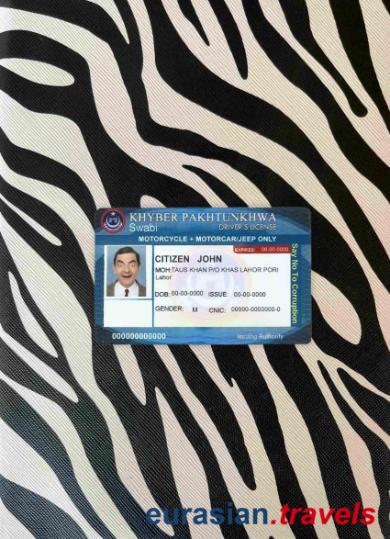 KHYBER PAKHTUNKHWA
Swabi DRIVER'S LICENSE
MOTORCYCLE + MOTORCAR/JEEP ONLY
EXPIRED: 00-00-0000
CITIZEN JOHN
MOH:TAUS KHAN P/O KHAS LAHOR PORI
Lahor
DOB: 00-00-0000 ISSUE: 00-00-0000
GENDER: M CNIC: 00000-0000000-0
000000000000 Issuing Authority
Say No To Corruption
eurasian.travels